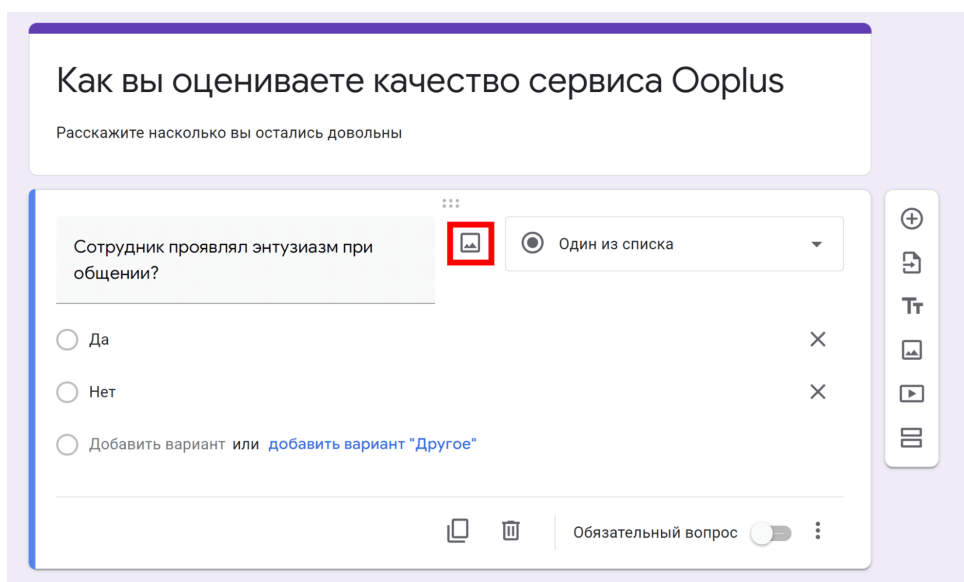 Как вы оцениваете качество сервиса Ooplus
Расскажите насколько вы остались довольны
Сотрудник проявлял энтузиазм при
общении?
Один из списка
Да
Нет
Добавить вариант или добавить вариант "Другое"
Обязательный вопрос
Тт